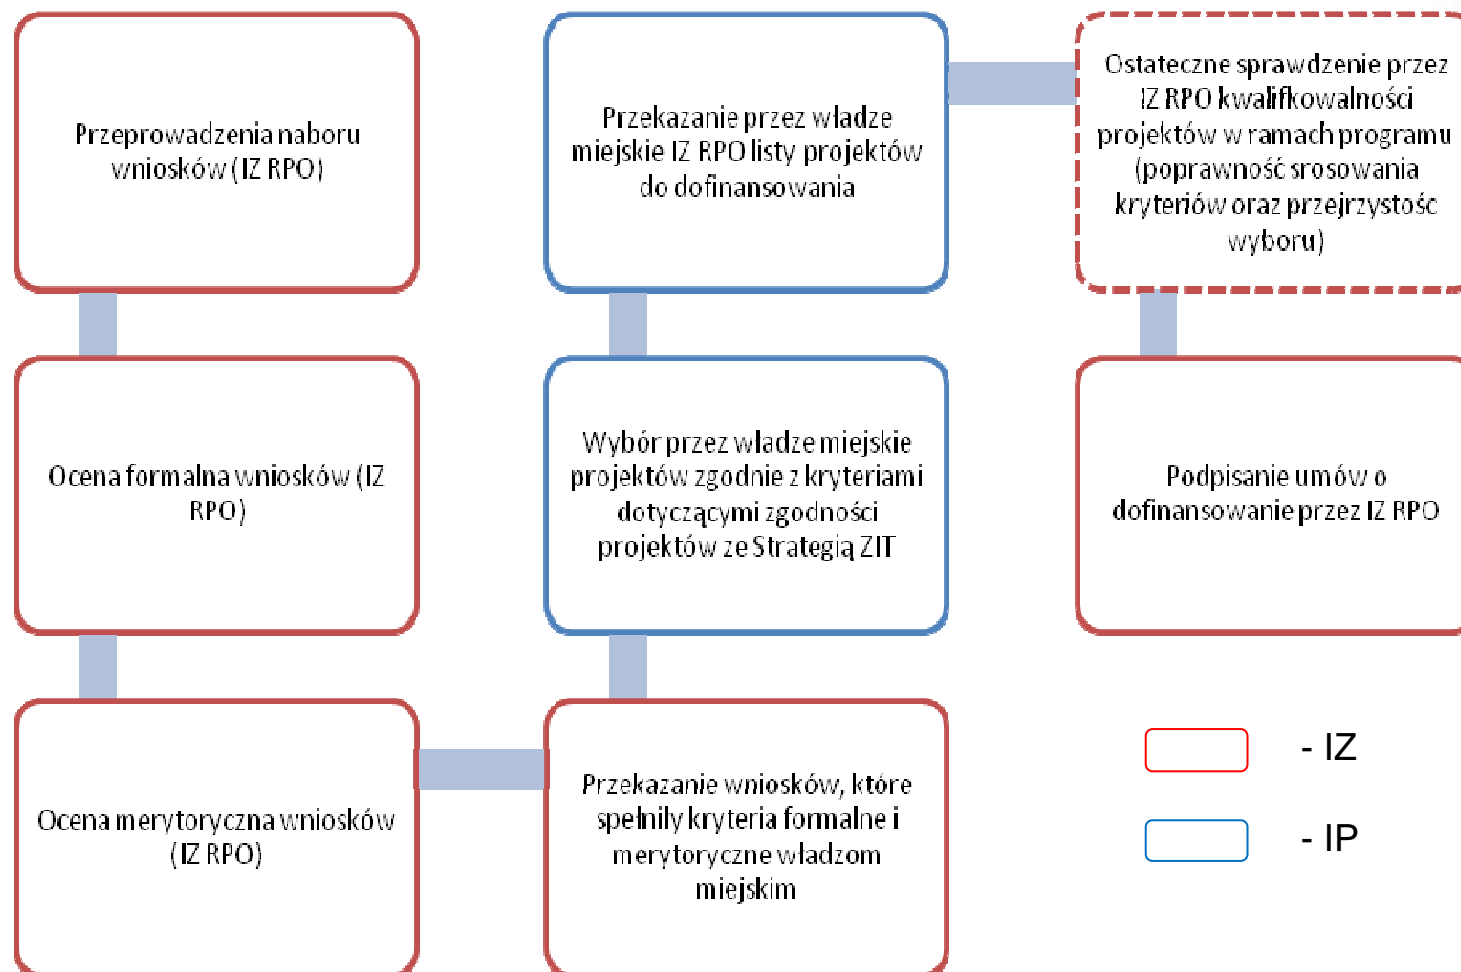 Przeprowadzenia naboru
wniosków (IZ RPO)
Ocena formalna wniosków (IZ
RPO)
Ocena merytoryczna wniosków
(IZ RPO)
Przekazanie wniosków, które
spełniły kryteria formalne i
merytoryczne władzom
miejskim
Wybór przez władze miejskie
projektów zgodnie z kryteriami
dotyczącymi zgodności
projektów ze Strategią ZIT
Przekazanie przez władze
miejskie IZ RPO listy projektów
do dofinansowania
Ostateczne sprawdzenie przez
IZ RPO kwalifkowalności
projektów w ramach programu
(poprawność srosowania
kryteriów oraz przejrzystośc
wyboru)
Podpisanie umów o
dofinansowanie przez IZ RPO
- IZ
- IP